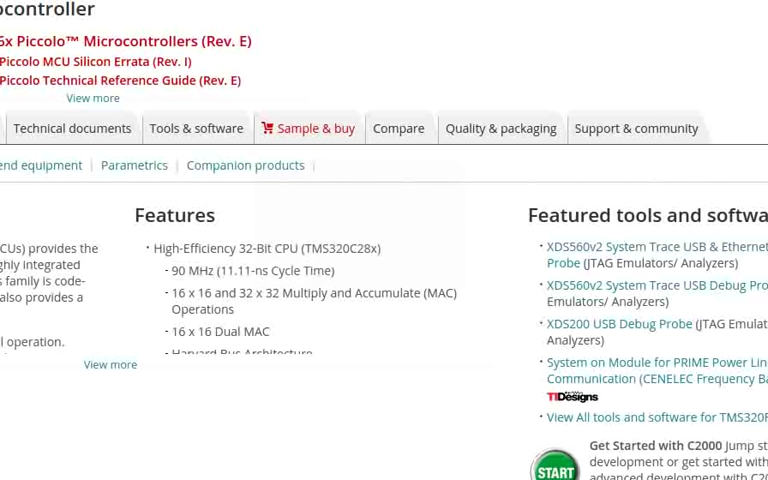 ocontroller
6x Piccolo™ Microcontrollers (Rev. E)
Piccolo MCU Silicon Errata (Rev. I)
Piccolo Technical Reference Guide (Rev. E)
View more
Technical documents
Tools & software
Sample & buy
Compare
Quality & packaging
Support & community
end equipment
Parametrics
Companion products
CUs) provides the
ghly integrated
s family is code-
also provides a
l operation.
View more
Features
· High-Efficiency 32-Bit CPU (TMS320C28x)
- 90 MHz (11.11-ns Cycle Time)
- 16 x 16 and 32 x 32 Multiply and Accumulate (MAC)
Operations
- 16 x 16 Dual MAC
- Harvard Bus Architecture
Featured tools and softwa
· XDS560v2 System Trace USB & Ethernet
Probe (JTAG Emulators/ Analyzers)
· XDS560v2 System Trace USB Debug Pro
Emulators/ Analyzers)
· XDS200 USB Debug Probe (JTAG Emulat
Analyzers)
· System on Module for PRIME Power Lin
Communication (CENELEC Frequency Ba
TIDesigns
· View All tools and software for TMS320F
START
Get Started with C2000 Jump st
development or get started with
advanced development with C20